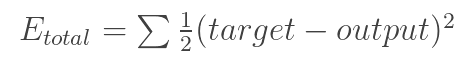 E_{total} = \sum \frac{1}{2}(target - output)^2